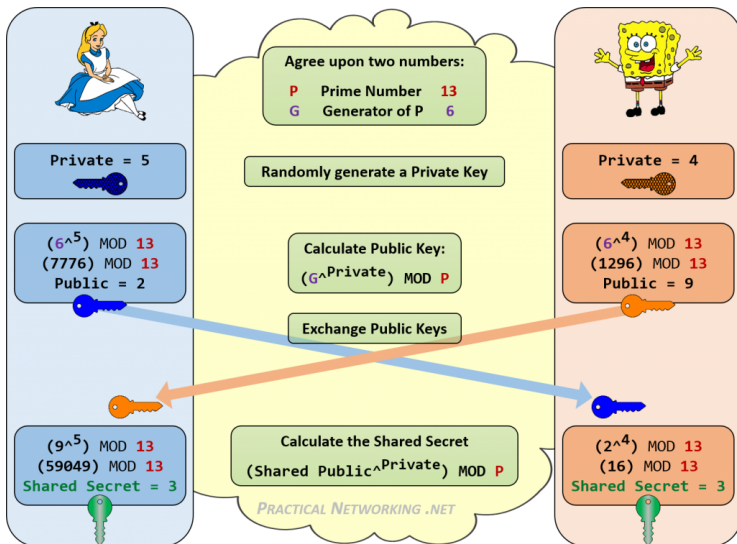 Agree upon two numbers:
P Prime Number 13
G Generator of P 6
Private = 5
Randomly generate a Private Key
Private = 4
(6^5) MOD 13
(7776) MOD 13
Public = 2
Calculate Public Key:
(G^Private) MOD P
(6^4) MOD 13
(1296) MOD 13
Public = 9
Exchange Public Keys
(9^5) MOD 13
(59049) MOD 13
Shared Secret = 3
Calculate the Shared Secret
(Shared Public^Private) MOD P
(2^4) MOD 13
(16) MOD 13
Shared Secret = 3
PRACTICAL NETWORKING .NET